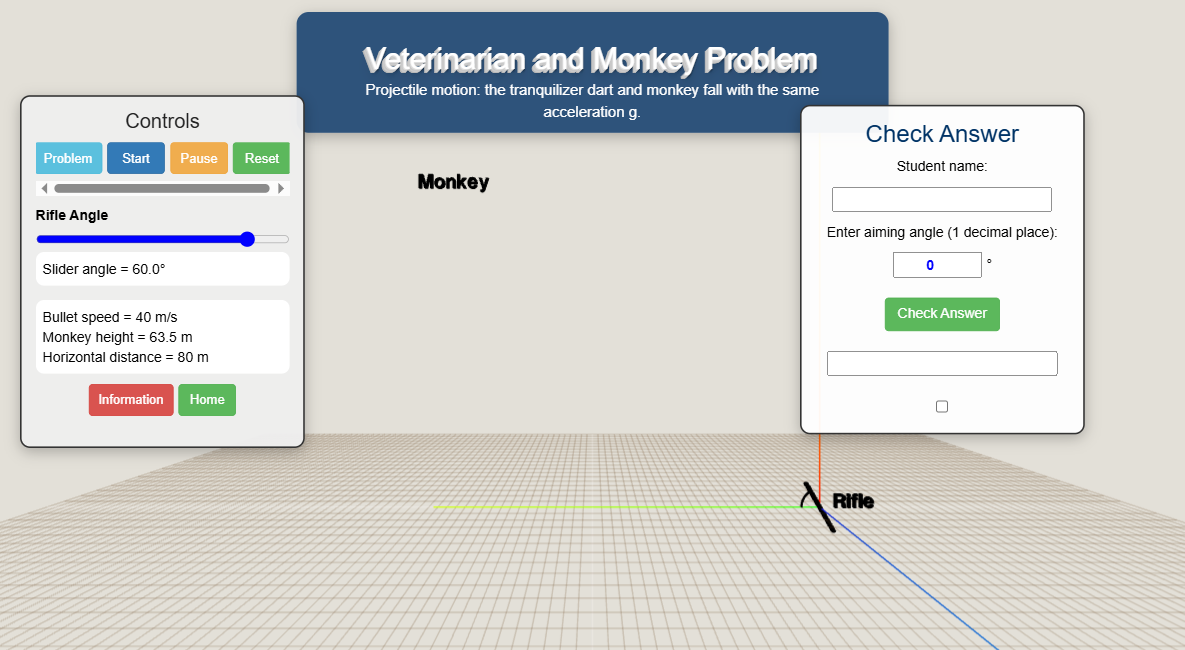 Veterinarian and Monkey Problem
Projectile motion: the tranquilizer dart and monkey fall with the same
acceleration g.
Controls
Problem Start Pause Reset
Rifle Angle
Slider angle = 60.0°
Bullet speed = 40 m/s
Monkey height = 63.5 m
Horizontal distance = 80 m
Information Home
Monkey
Check Answer
Student name:
Enter aiming angle (1 decimal place):
0 °
Check Answer
Rifle